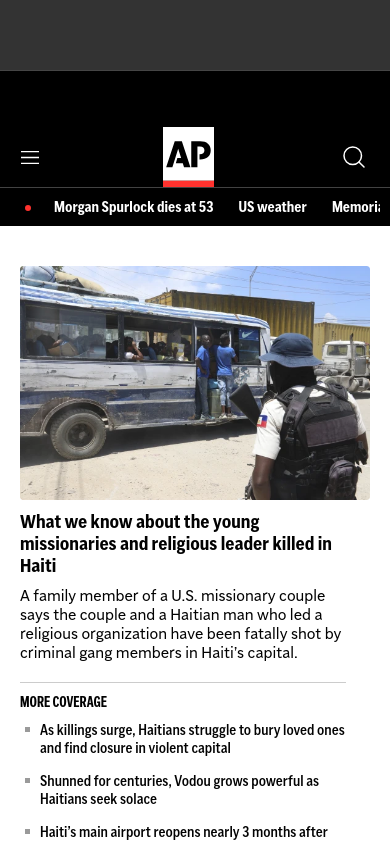 AP
Morgan Spurlock dies at 53 US weather
What we know about the young
missionaries and religious leader killed in
Haiti
A family member of a U.S. missionary couple
says the couple and a Haitian man who led a
religious organization have been fatally shot by
criminal gang members in Haiti’s capital.
MORE COVERAGE
As killings surge, Haitians struggle to bury loved ones
and find closure in violent capital
Shunned for centuries, Vodou grows powerful as
Haitians seek solace
Haiti’s main airport reopens nearly 3 months after